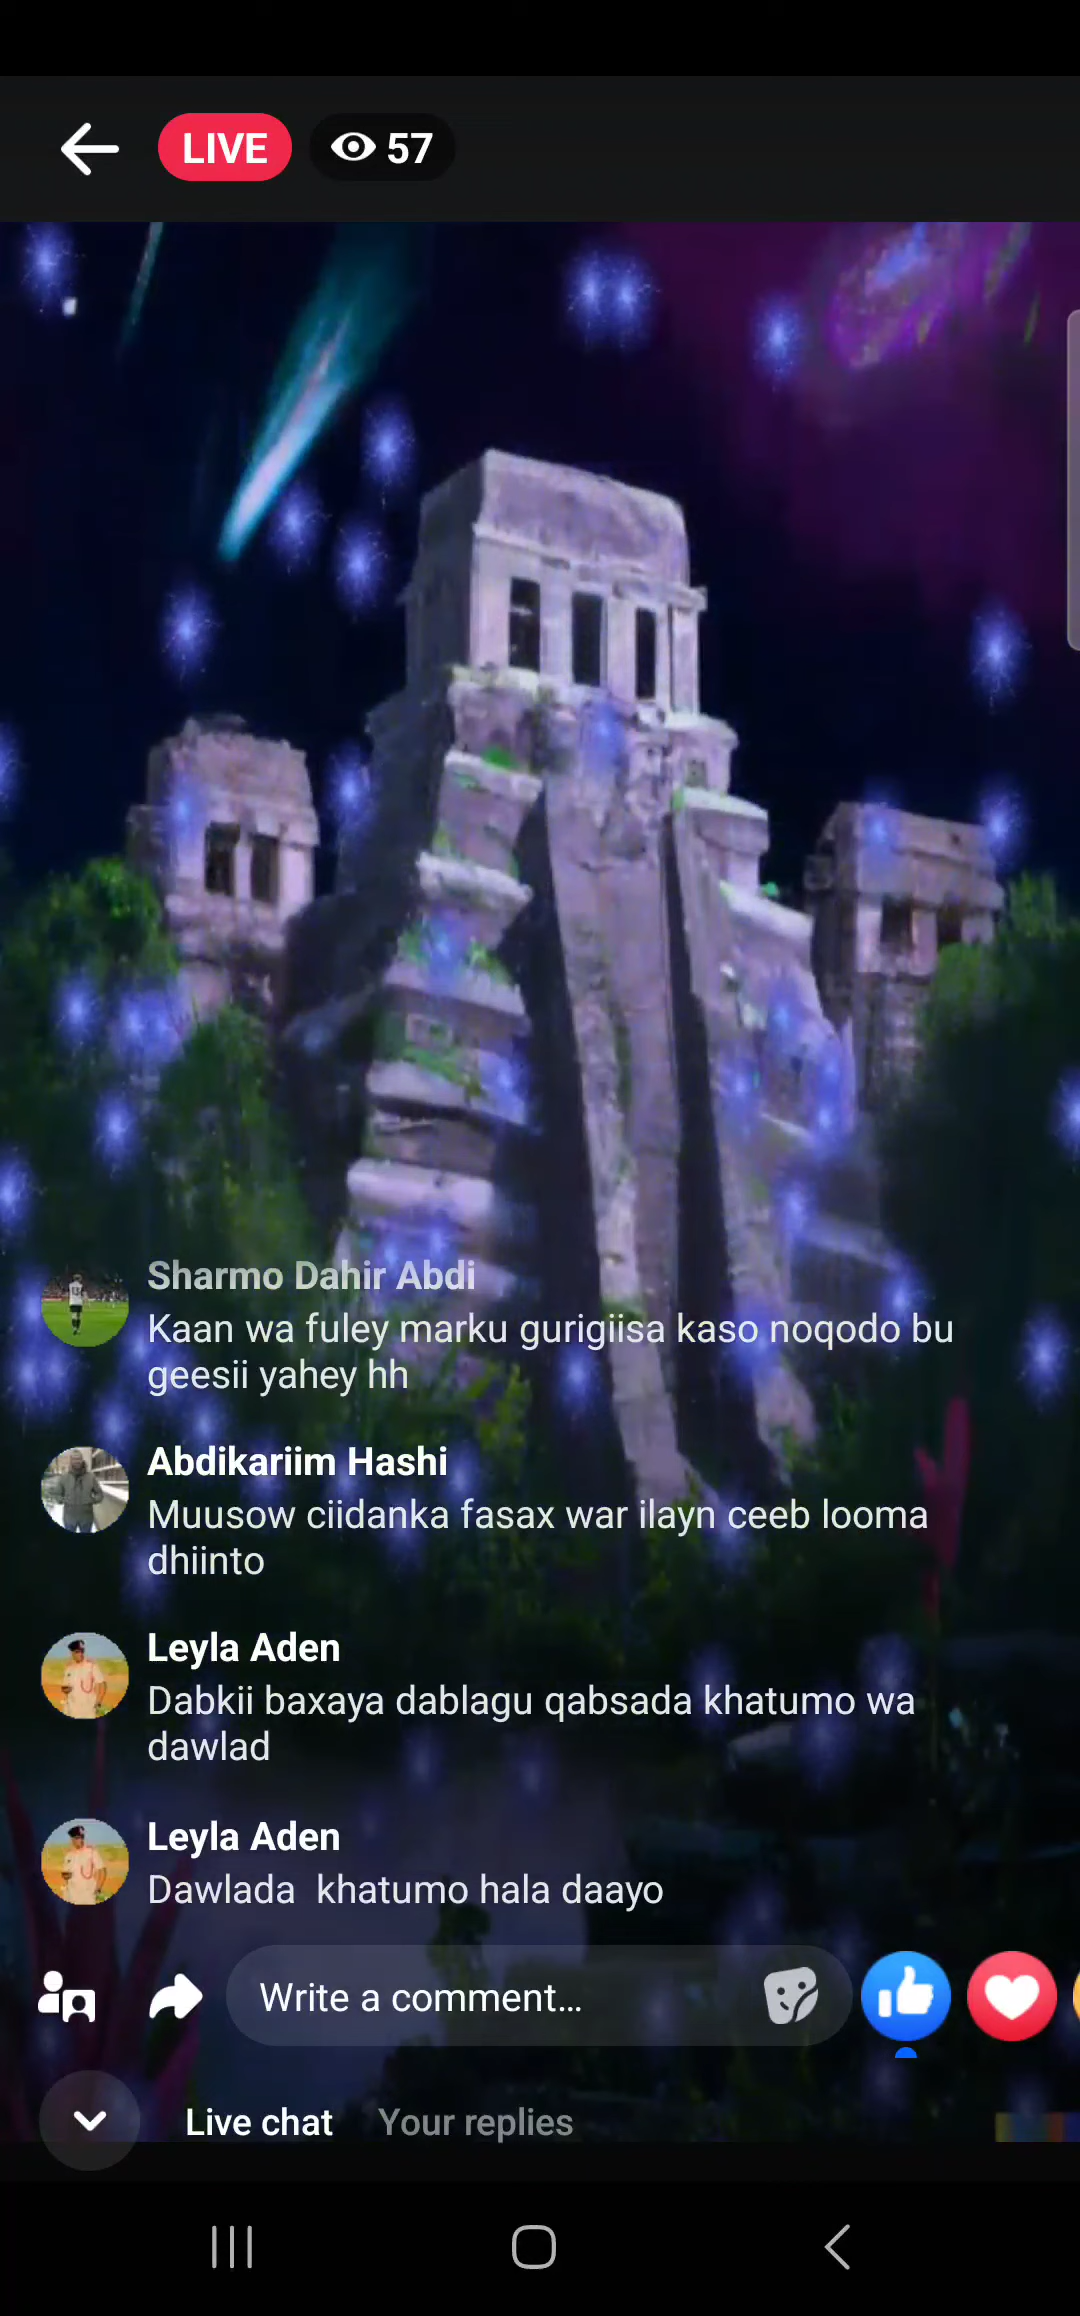 LIVE 57
Sharmo Dahir Abdi
Kaan wa fuley marku gurigiisa kaso noqodo bu
geesii yahey hh
Abdikariim Hashi
Muusow ciidanka fasax war ilayn ceeb looma
dhiinto
Leyla Aden
Dabkii baxaya dablagu qabsada khatumo wa
dawlad
Leyla Aden
Dawlada  khatumo hala daayo
Write a comment...
Live chat Your replies